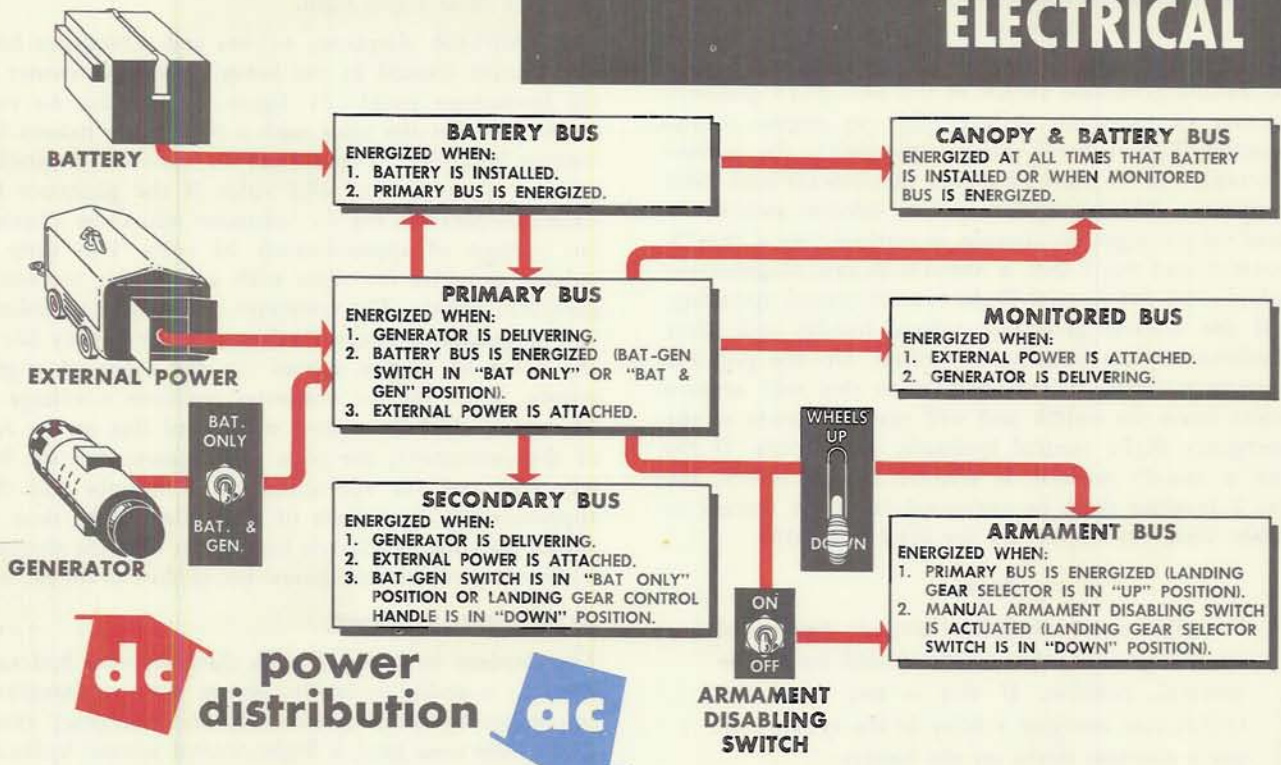 ELECTRICAL
BATTERY
BATTERY BUS
ENERGIZED WHEN:
1. BATTERY IS INSTALLED.
2. PRIMARY BUS IS ENERGIZED.
CANOPY & BATTERY BUS
ENERGIZED AT ALL TIMES THAT BATTERY
IS INSTALLED OR WHEN MONITORED
BUS IS ENERGIZED.
EXTERNAL POWER
PRIMARY BUS
ENERGIZED WHEN:
1. GENERATOR IS DELIVERING.
2. BATTERY BUS IS ENERGIZED (BAT-GEN
SWITCH IN "BAT ONLY" OR "BAT &
GEN" POSITION).
3. EXTERNAL POWER IS ATTACHED.
MONITORED BUS
ENERGIZED WHEN:
1. EXTERNAL POWER IS ATTACHED.
2. GENERATOR IS DELIVERING.
GENERATOR
BAT.
ONLY
BAT. &
GEN.
WHEELS
UP
DOWN
SECONDARY BUS
ENERGIZED WHEN:
1. GENERATOR IS DELIVERING.
2. EXTERNAL POWER IS ATTACHED.
3. BAT-GEN SWITCH IS IN "BAT ONLY"
POSITION OR LANDING GEAR CONTROL
HANDLE IS IN "DOWN" POSITION.
ARMAMENT BUS
ENERGIZED WHEN:
1. PRIMARY BUS IS ENERGIZED (LANDING
GEAR SELECTOR IS IN "UP" POSITION).
2. MANUAL ARMAMENT DISABLING SWITCH
IS ACTUATED (LANDING GEAR SELECTOR
SWITCH IS IN "DOWN" POSITION).
ON
OFF
ARMAMENT
DISABLING
SWITCH
dc power
distribution ac